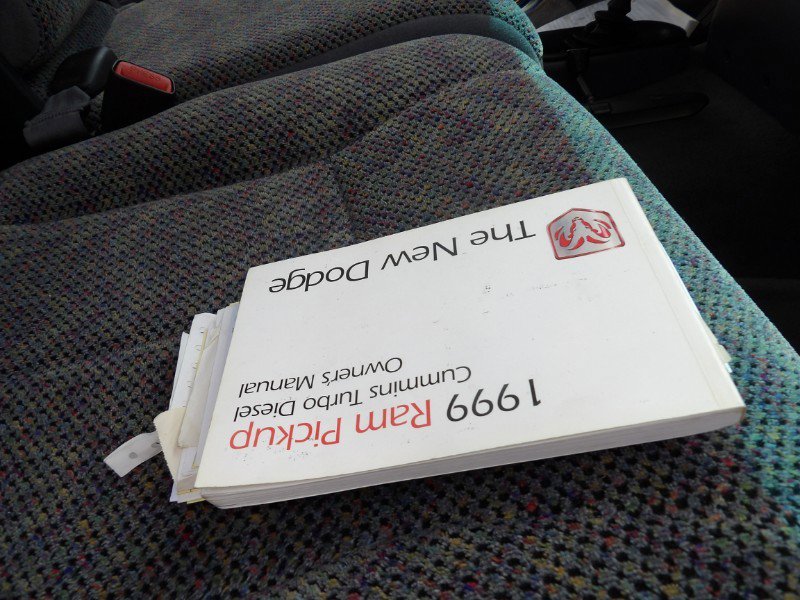 The New Dodge
1999 Ram Pickup
Cummins Turbo Diesel
Owner's Manual